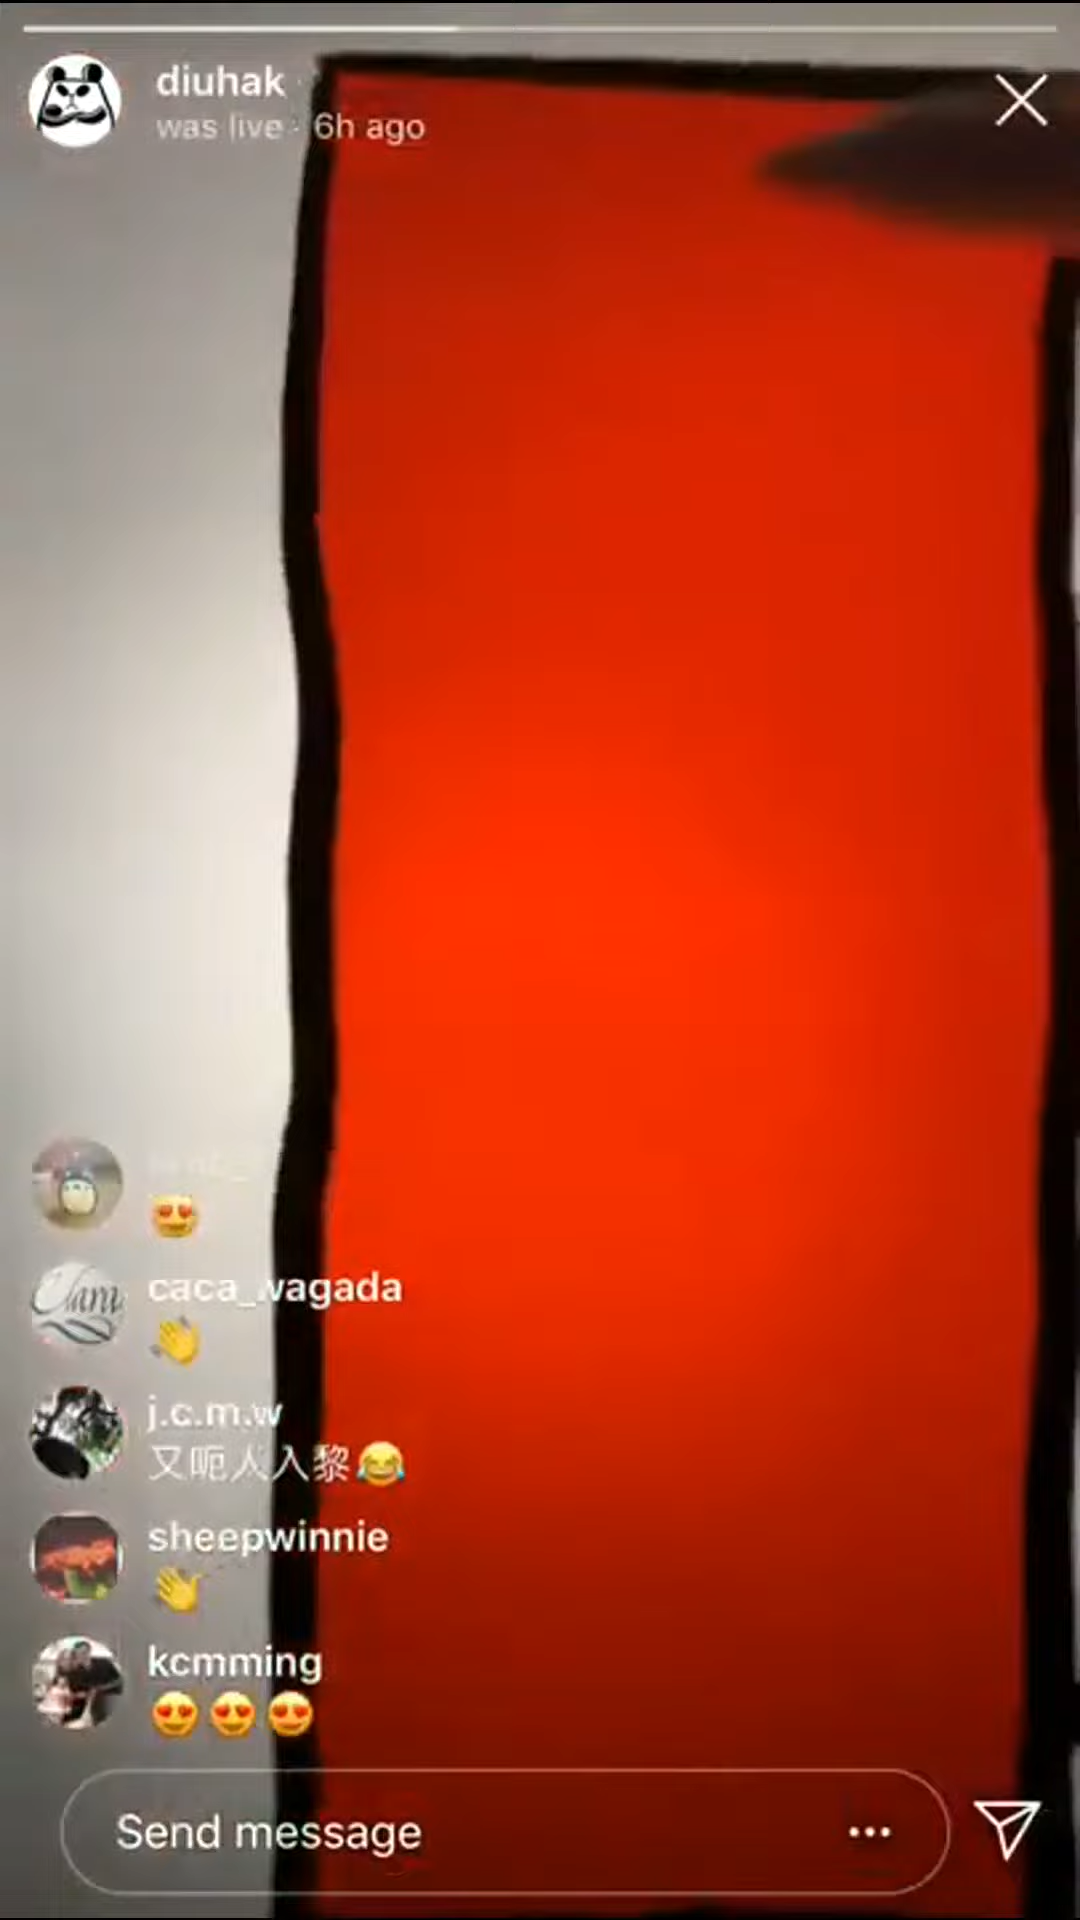 diuhak
was live · 6h ago
caca_wagada
j.c.m.w
又呃人入黎😂
sheepwinnie
kcmming
Send message